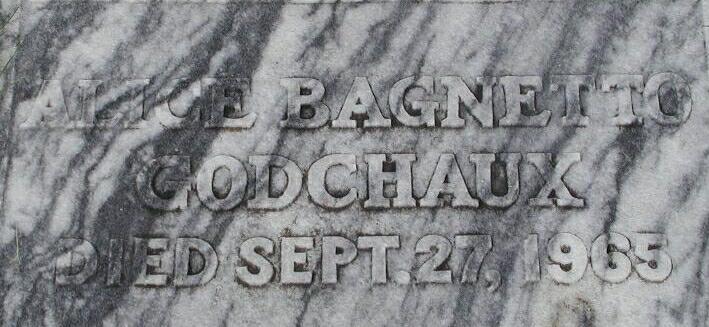 ALICE BAGNETTO
GODCHAUX
DIED SEPT. 27, 1965